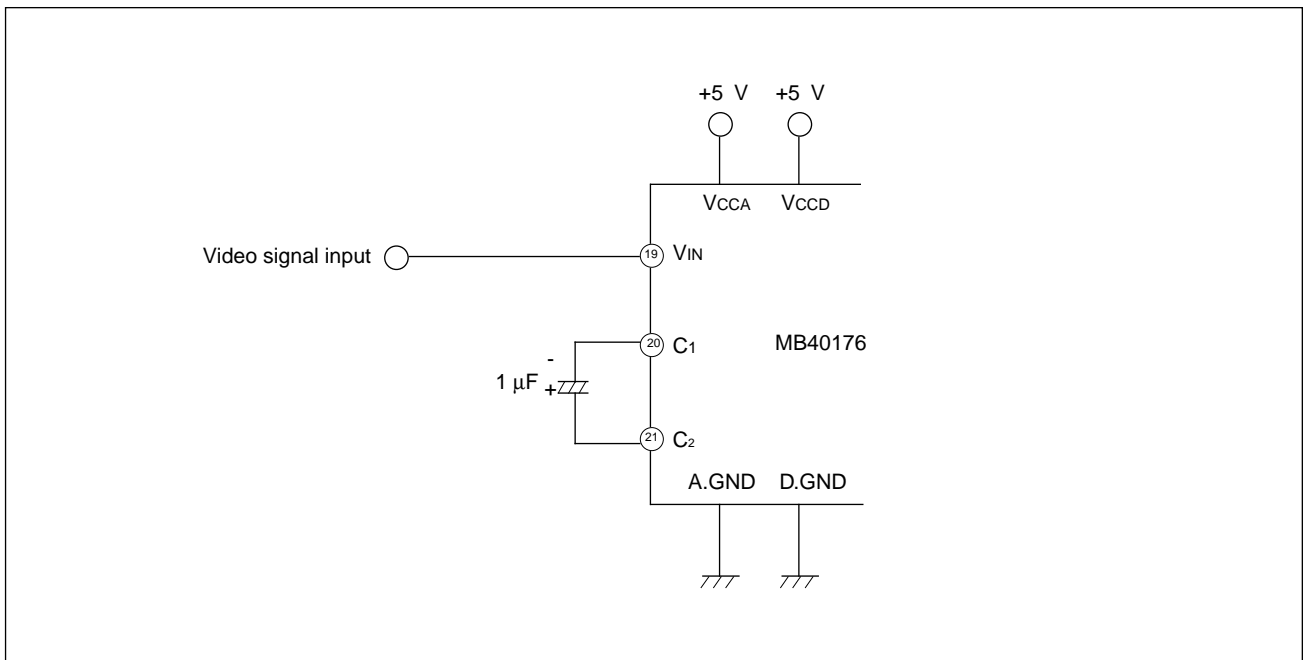 +5 V +5 V
VCCA VCCD
Video signal input 19 VIN
20 C1 MB40176
-
1 μF +
21 C2
A.GND D.GND